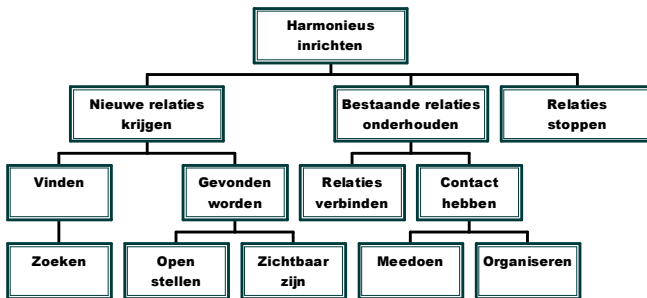 Harmonieus
inrichten
Nieuwe relaties
krijgen
Bestaande relaties
onderhouden
Relaties
stoppen
Vinden
Gevonden
worden
Relaties
verbinden
Contact
hebben
Zoeken
Open
stellen
Zichtbaar
zijn
Meedoen
Organiseren